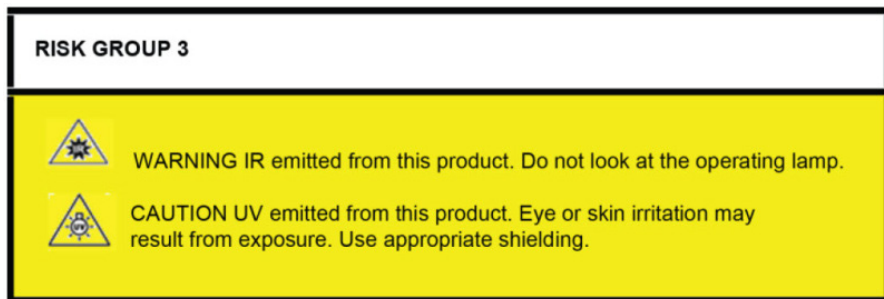 RISK GROUP 3
WARNING IR emitted from this product. Do not look at the operating lamp.
UV
CAUTION UV emitted from this product. Eye or skin irritation may
result from exposure. Use appropriate shielding.